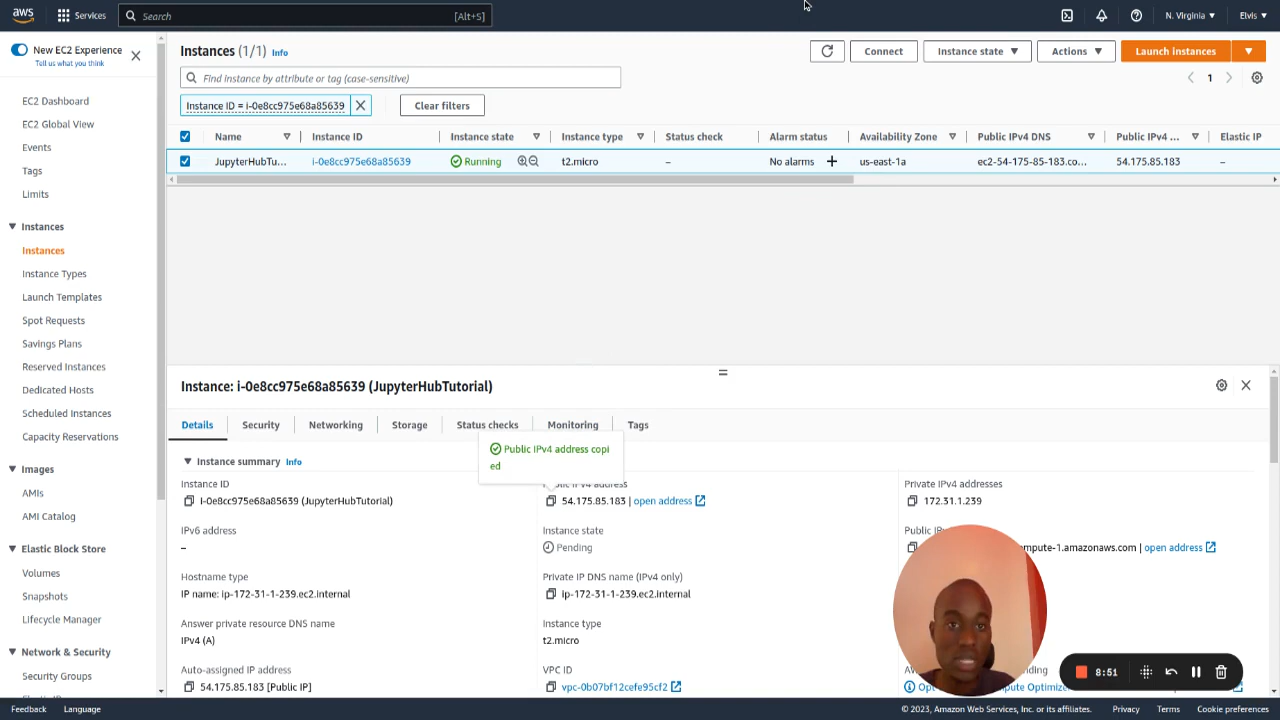 aws Services Search [Alt+S] N. Virginia ▼ Elvis ▼
New EC2 Experience
Tell us what you think
EC2 Dashboard
EC2 Global View
Events
Tags
Limits
Instances
Instances
Instance Types
Launch Templates
Spot Requests
Savings Plans
Reserved Instances
Dedicated Hosts
Scheduled Instances
Capacity Reservations
Images
AMIs
AMI Catalog
Elastic Block Store
Volumes
Snapshots
Lifecycle Manager
Network & Security
Security Groups
Instances (1/1) Info
Connect Instance state ▼ Actions ▼ Launch instances ▼
Find instance by attribute or tag (case-sensitive)
1
Instance ID = i-0e8cc975e68a85639 Clear filters
Name Instance ID Instance state Instance type Status check Alarm status Availability Zone Public IPv4 DNS Public IPv4 ... Elastic IP
JupyterHubTu... i-0e8cc975e68a85639 Running t2.micro – No alarms + us-east-1a ec2-54-175-85-183.co... 54.175.85.183 –
Instance: i-0e8cc975e68a85639 (JupyterHubTutorial)
Details Security Networking Storage Status checks Monitoring Tags
Public IPv4 address copi
ed
Instance summary Info
Instance ID
i-0e8cc975e68a85639 (JupyterHubTutorial)
IPv6 address
–
Hostname type
IP name: ip-172-31-1-239.ec2.internal
Answer private resource DNS name
IPv4 (A)
Auto-assigned IP address
54.175.85.183 [Public IP]
Public IPv4 address
54.175.85.183 | open address
Instance state
Pending
Private IP DNS name (IPv4 only)
ip-172-31-1-239.ec2.internal
Instance type
t2.micro
VPC ID
vpc-0b07bf12cefe95cf2
Private IPv4 addresses
172.31.1.239
mpute-1.amazonaws.com | open address
8:51
Feedback Language © 2023, Amazon Web Services, Inc. or its affiliates. Privacy Terms Cookie preferences